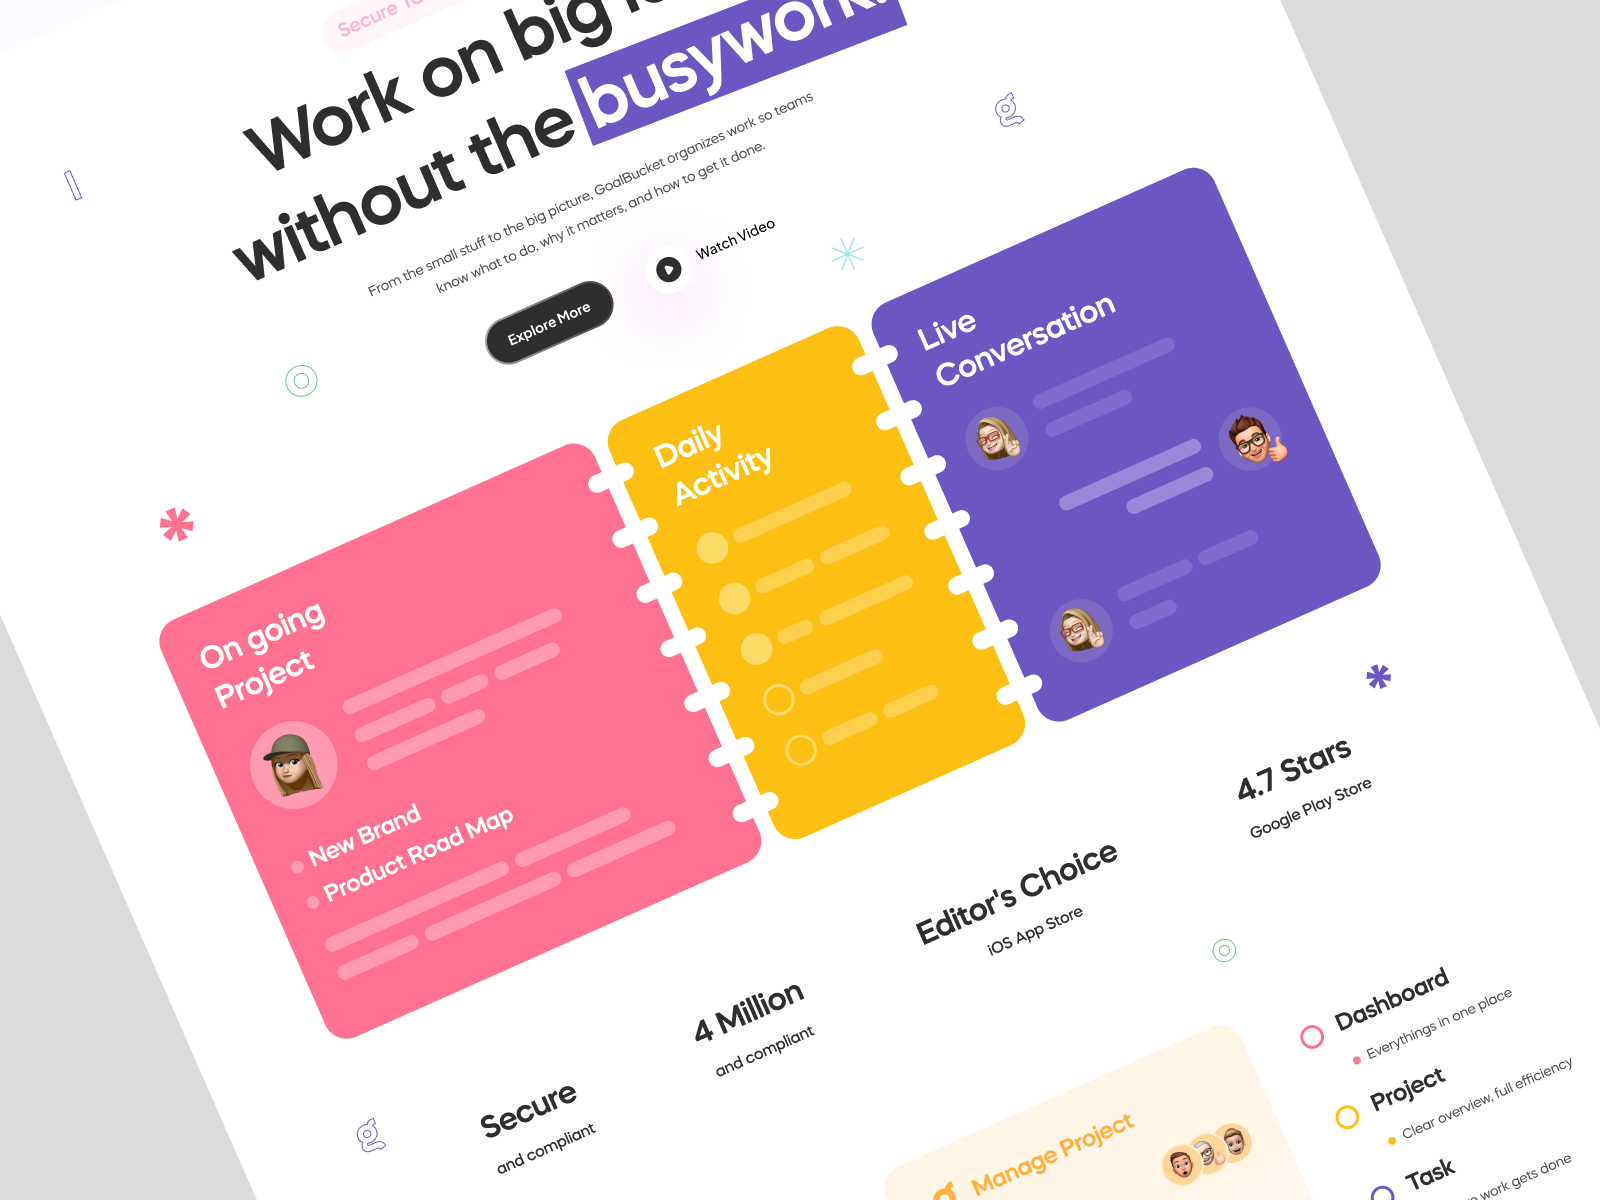 Secure
Work on big
without the busywork.
From the small stuff to the big picture, GoalBucket organizes work so teams
know what to do, why it matters, and how to get it done.
Explore More
Watch Video
g
g
On going
Project
New Brand
Product Road Map
Daily
Activity
Live
Conversation
Secure
and compliant
4 Million
and compliant
Editor's Choice
iOS App Store
4.7 Stars
Google Play Store
Manage Project
Dashboard
Everythings in one place
Project
Clear overview, full efficiency
Task
work gets done